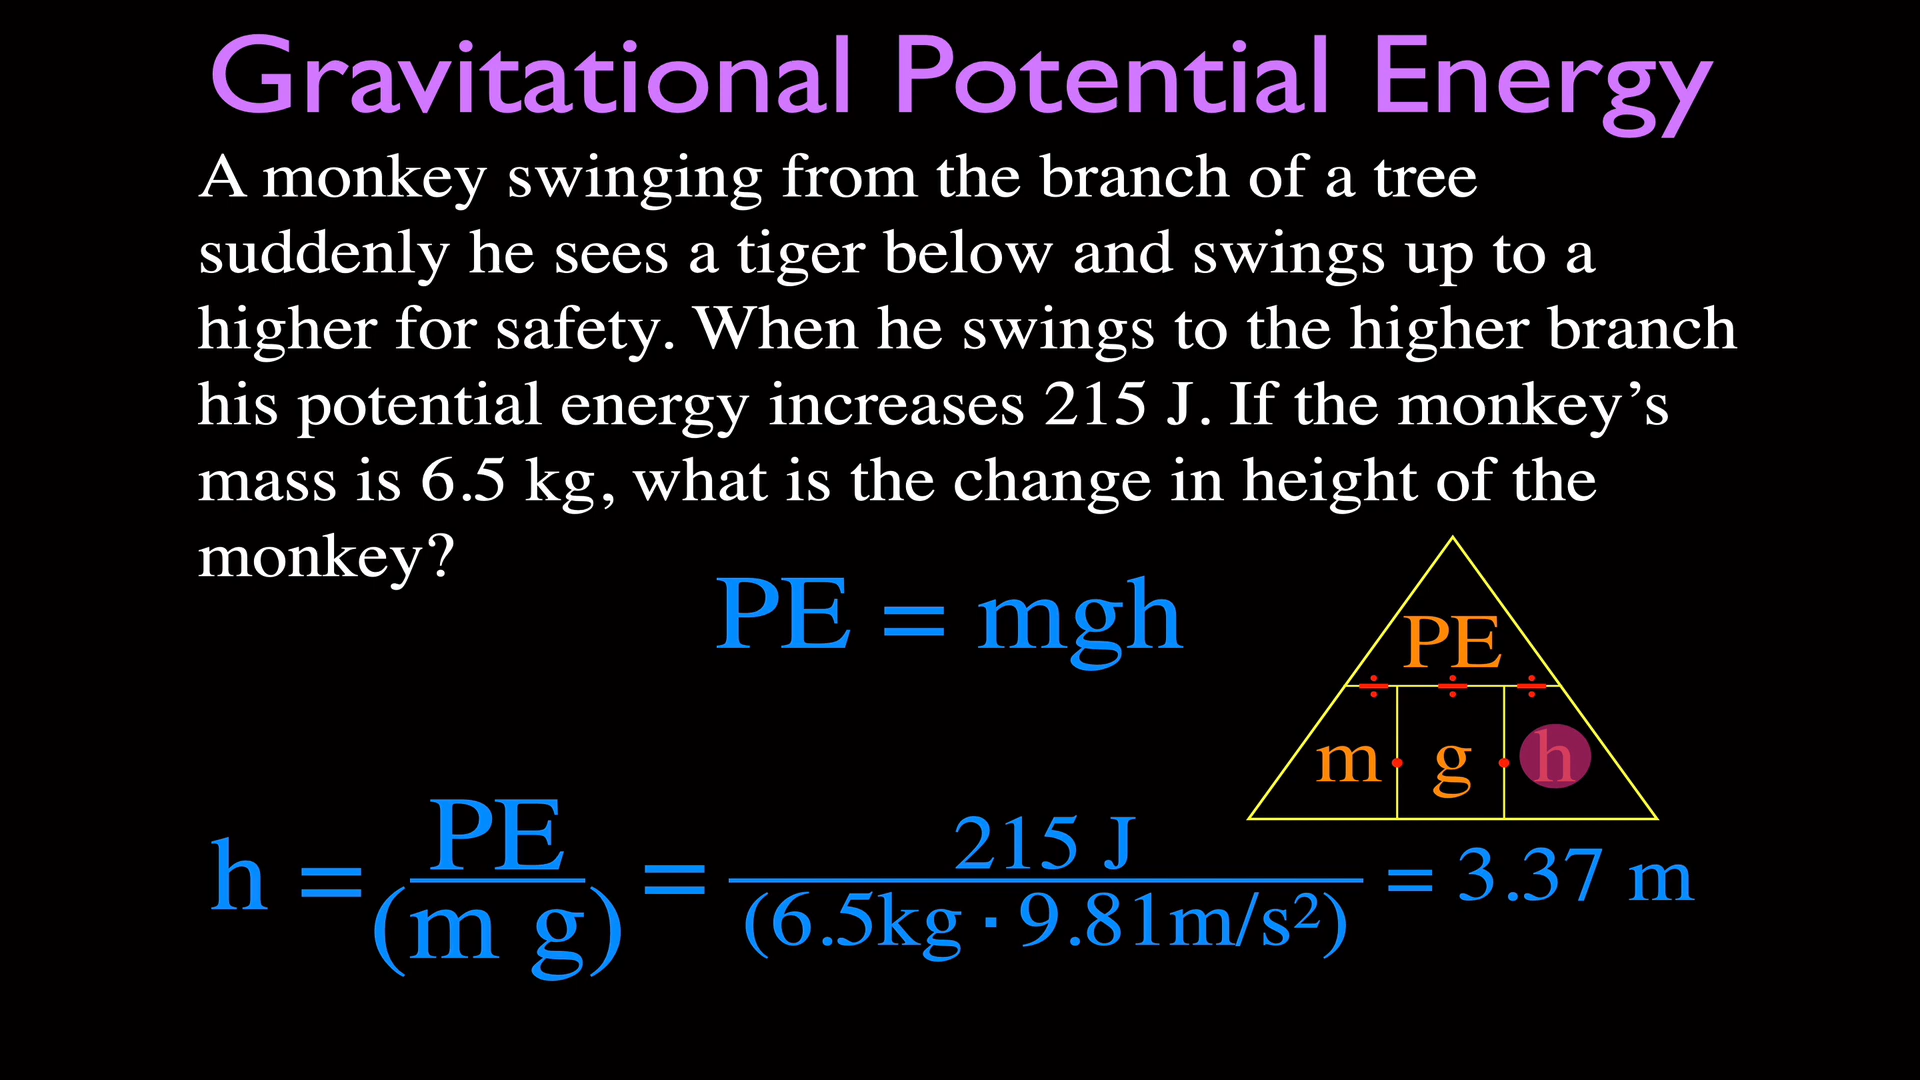 Gravitational Potential Energy
A monkey swinging from the branch of a tree
suddenly he sees a tiger below and swings up to a
higher for safety. When he swings to the higher branch
his potential energy increases 215 J. If the monkey’s
mass is 6.5 kg, what is the change in height of the
monkey?
PE = mgh
PE
÷ ÷ ÷
m · g · h
h = PE / (m g) = 215 J / (6.5kg · 9.81m/s²) = 3.37 m